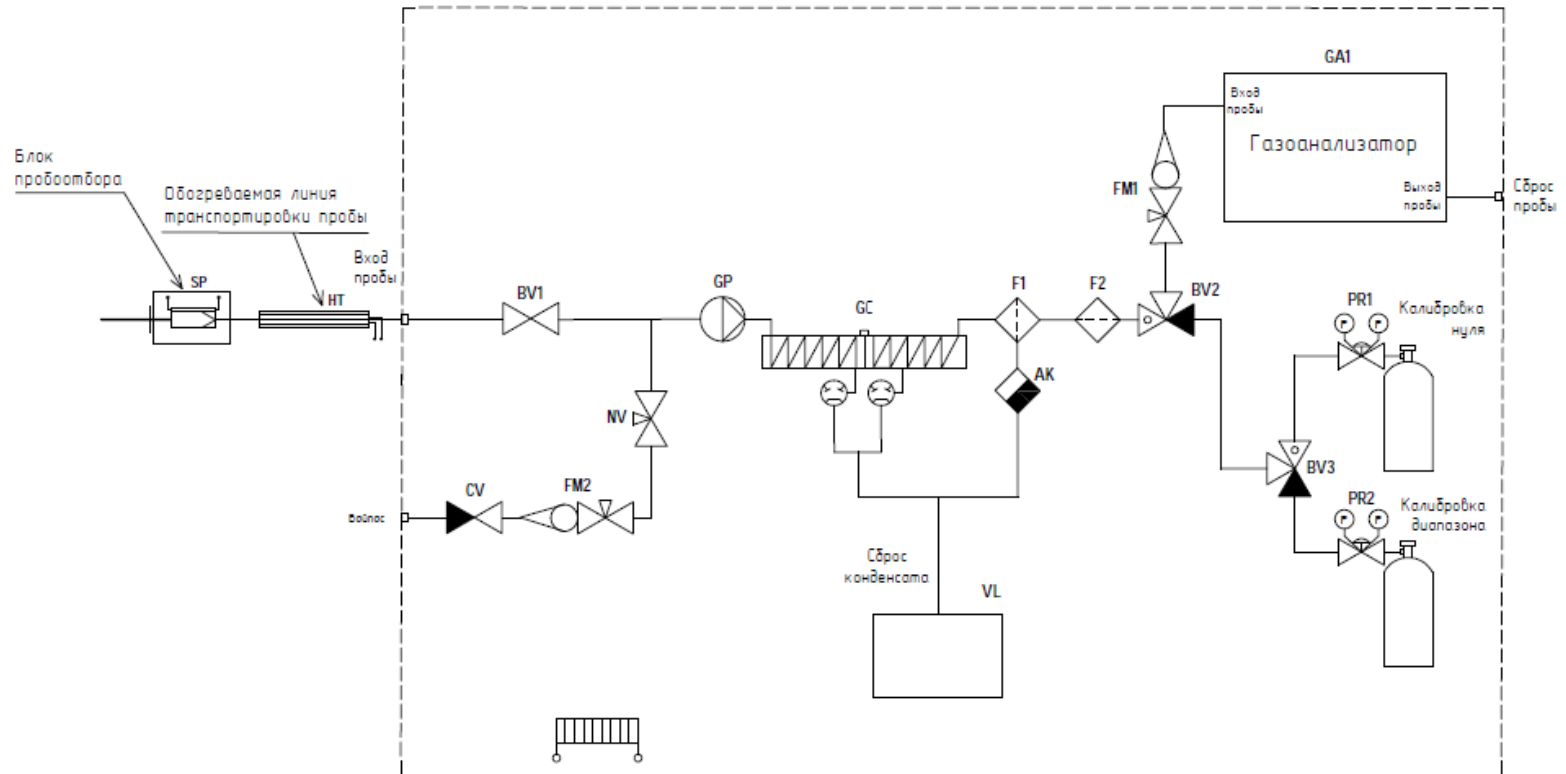 GA1
Вход
пробы
Газоанализатор
Выход
пробы
Сброс
пробы
FM1
Блок
пробоотбора
Обогреваемая линия
транспортировки пробы
Вход
пробы
SP
HT
BV1
GP
GC
F1
F2
BV2
PR1
Калибровка
нуля
P
P
AK
NV
BV3
CV
FM2
Байпас
PR2
Калибровка
диапазона
P
P
Сброс
конденсата
VL